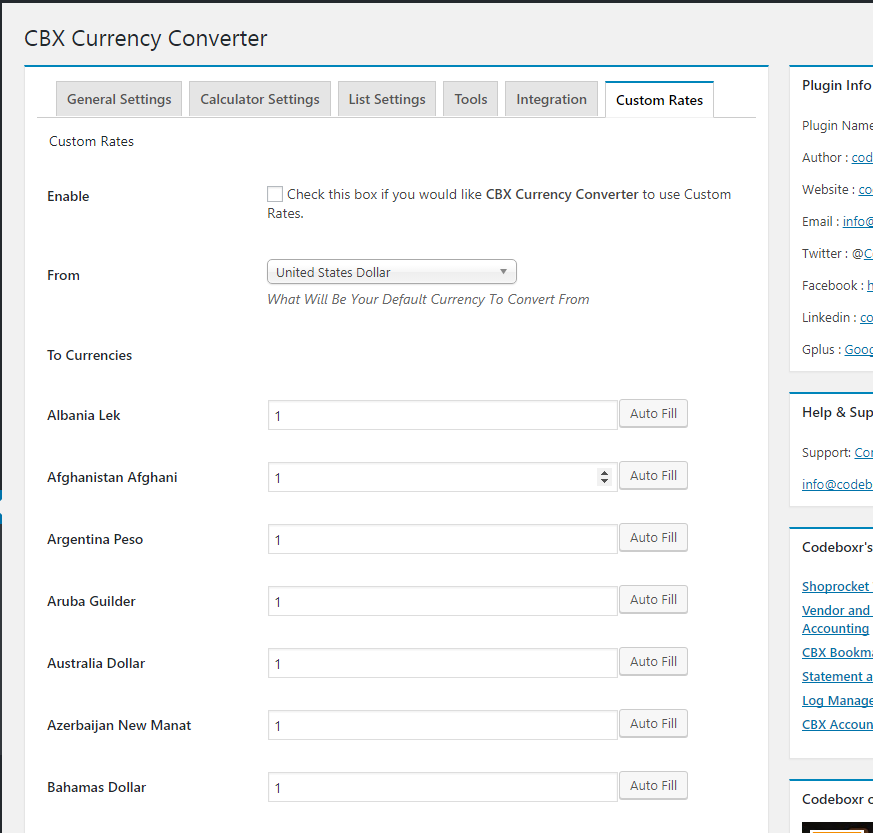 CBX Currency Converter
General Settings
Calculator Settings
List Settings
Tools
Integration
Custom Rates
Custom Rates
Enable
Check this box if you would like CBX Currency Converter to use Custom
Rates.
From
United States Dollar
What Will Be Your Default Currency To Convert From
To Currencies
Albania Lek
1
Auto Fill
Afghanistan Afghani
1
Auto Fill
Argentina Peso
1
Auto Fill
Aruba Guilder
1
Auto Fill
Australia Dollar
1
Auto Fill
Azerbaijan New Manat
1
Auto Fill
Bahamas Dollar
1
Auto Fill
Plugin Info
Plugin Name
Author : cod
Website : co
Email : info@
Twitter : @C
Facebook : h
Linkedin : co
Gplus : Goog
Help & Sup
Support: Con
info@codeb
Codeboxr's
Shoprocket
Vendor and
Accounting
CBX Bookma
Statement a
Log Manage
CBX Accoun
Codeboxr o